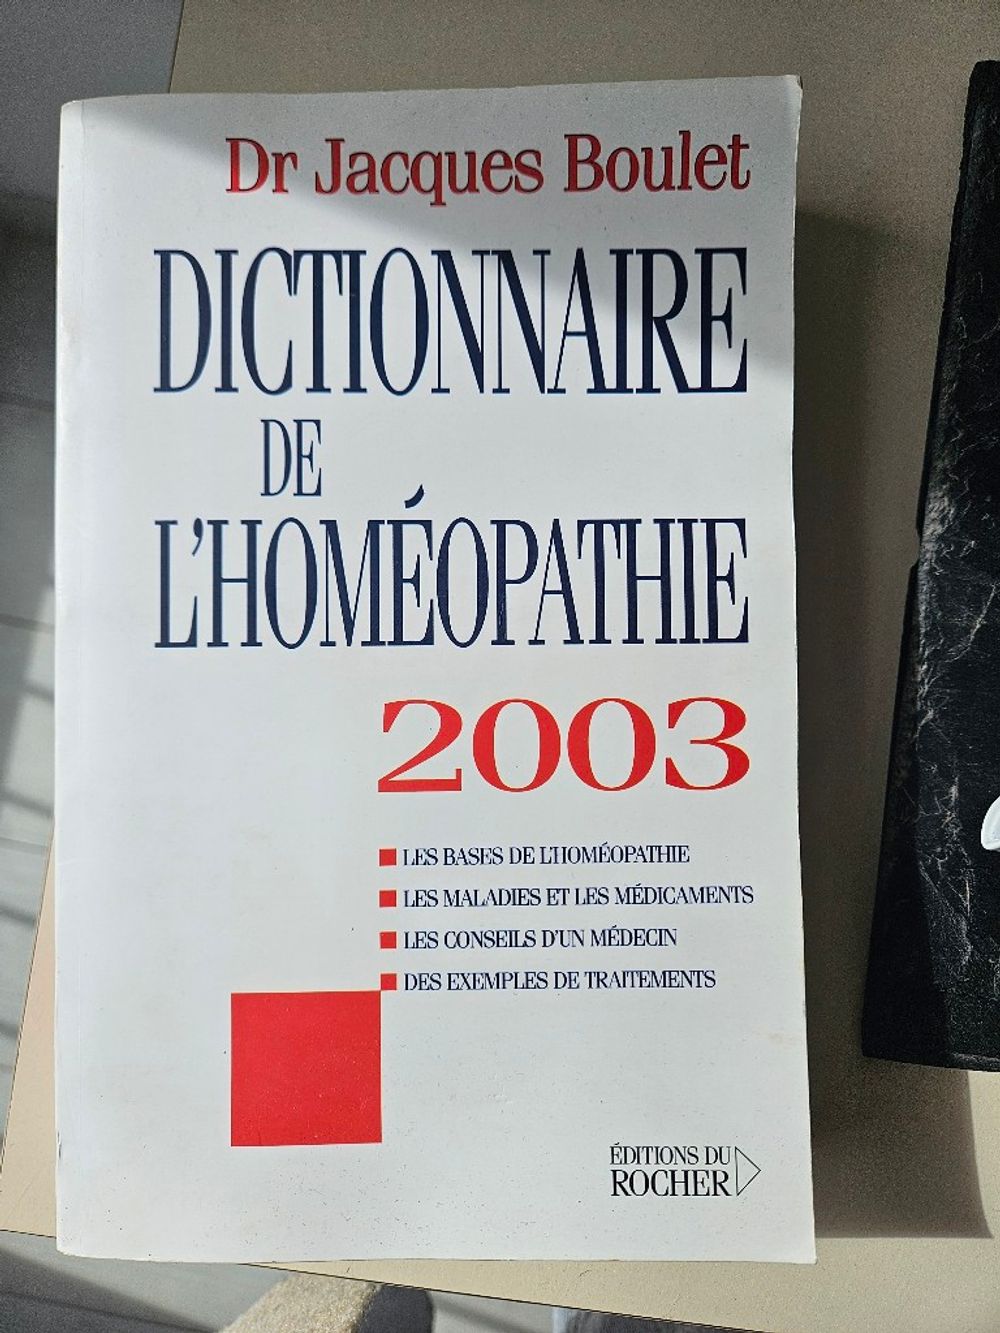 Dr Jacques Boulet
DICTIONNAIRE
DE
L'HOMÉOPATHIE
2003
LES BASES DE L'HOMÉOPATHIE
LES MALADIES ET LES MÉDICAMENTS
LES CONSEILS D'UN MÉDECIN
DES EXEMPLES DE TRAITEMENTS
ÉDITIONS DU
ROCHER